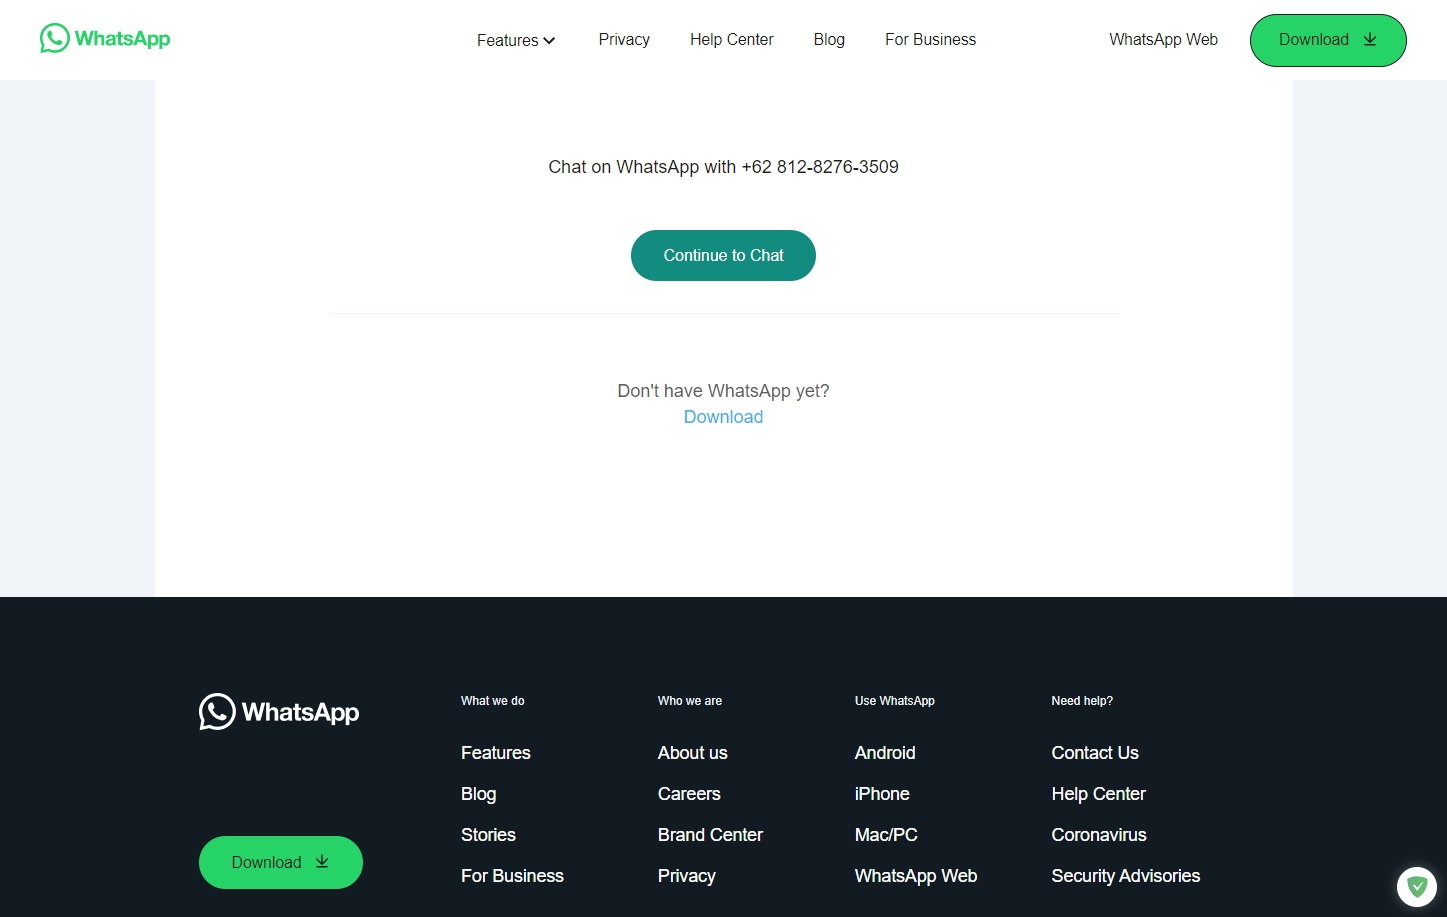 WhatsApp
Features
Privacy
Help Center
Blog
For Business
WhatsApp Web
Download
Chat on WhatsApp with +62 812-8276-3509
Continue to Chat
Don't have WhatsApp yet?
Download
WhatsApp
Download
What we do
Features
Blog
Stories
For Business
Who we are
About us
Careers
Brand Center
Privacy
Use WhatsApp
Android
iPhone
Mac/PC
WhatsApp Web
Need help?
Contact Us
Help Center
Coronavirus
Security Advisories